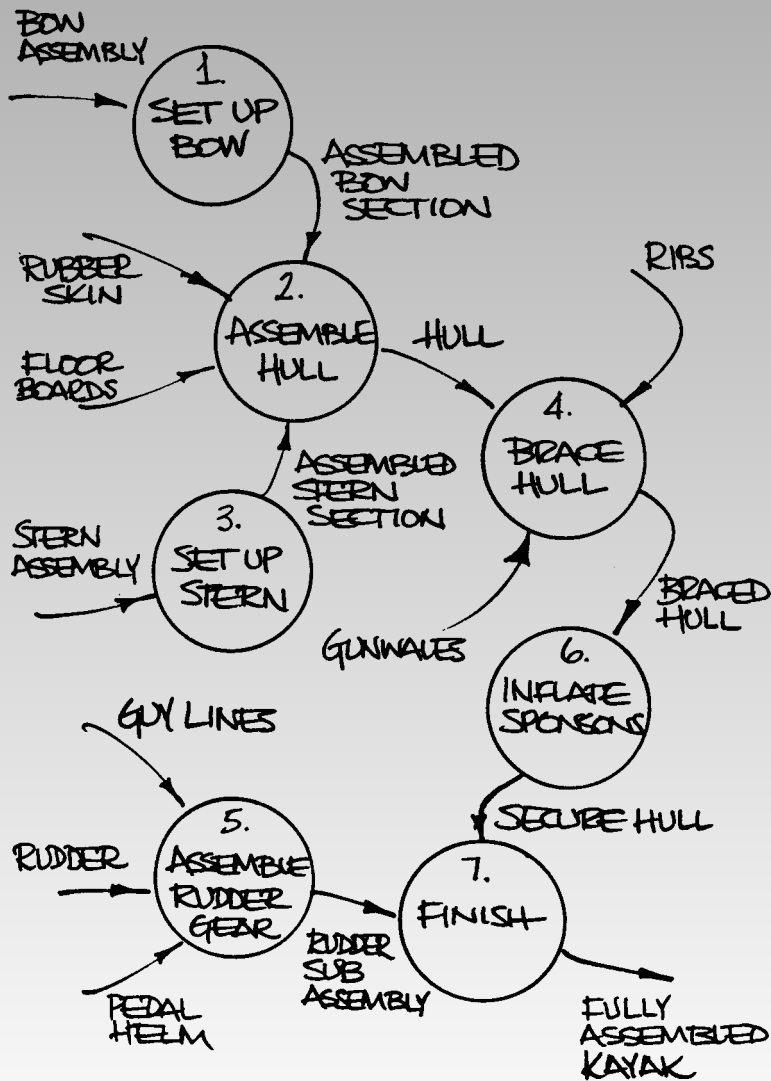 BOW
ASSEMBLY
1.
SET UP
BOW
ASSEMBLED
BOW
SECTION
RUBBER
SKIN
2.
ASSEMBLE
HULL
HULL
RIBS
FLOOR
BOARDS
4.
BRACE
HULL
ASSEMBLED
STERN
SECTION
STERN
ASSEMBLY
3.
SET UP
STERN
GUNWALES
BRACED
HULL
6.
INFLATE
SPONSONS
GUY LINES
SECURE HULL
5.
ASSEMBLE
RUDDER
GEAR
RUDDER
7.
FINISH
PEDAL
HELM
RUDDER
SUB
ASSEMBLY
FULLY
ASSEMBLED
KAYAK